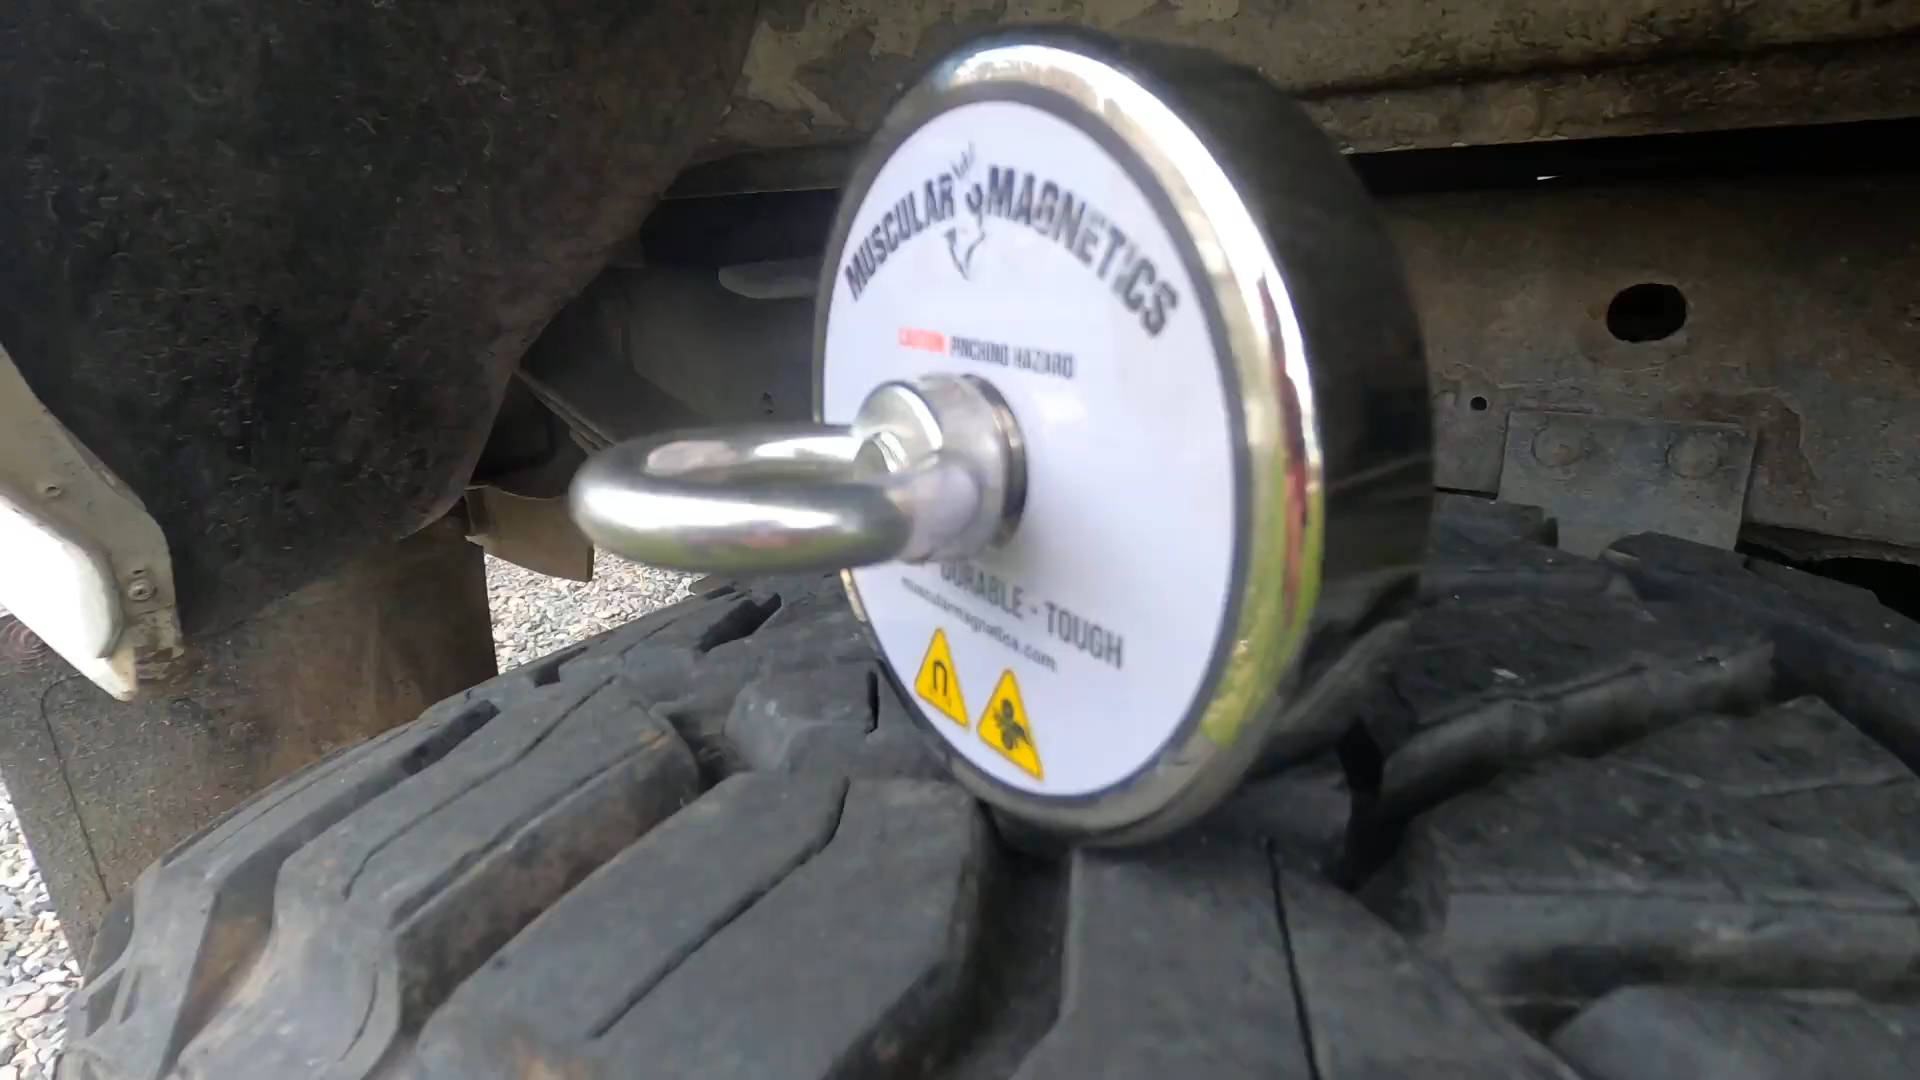 MUSCULAR MAGNETICS
CAUTION PINCHING HAZARD
DURABLE - TOUGH
muscularmagnetics.com